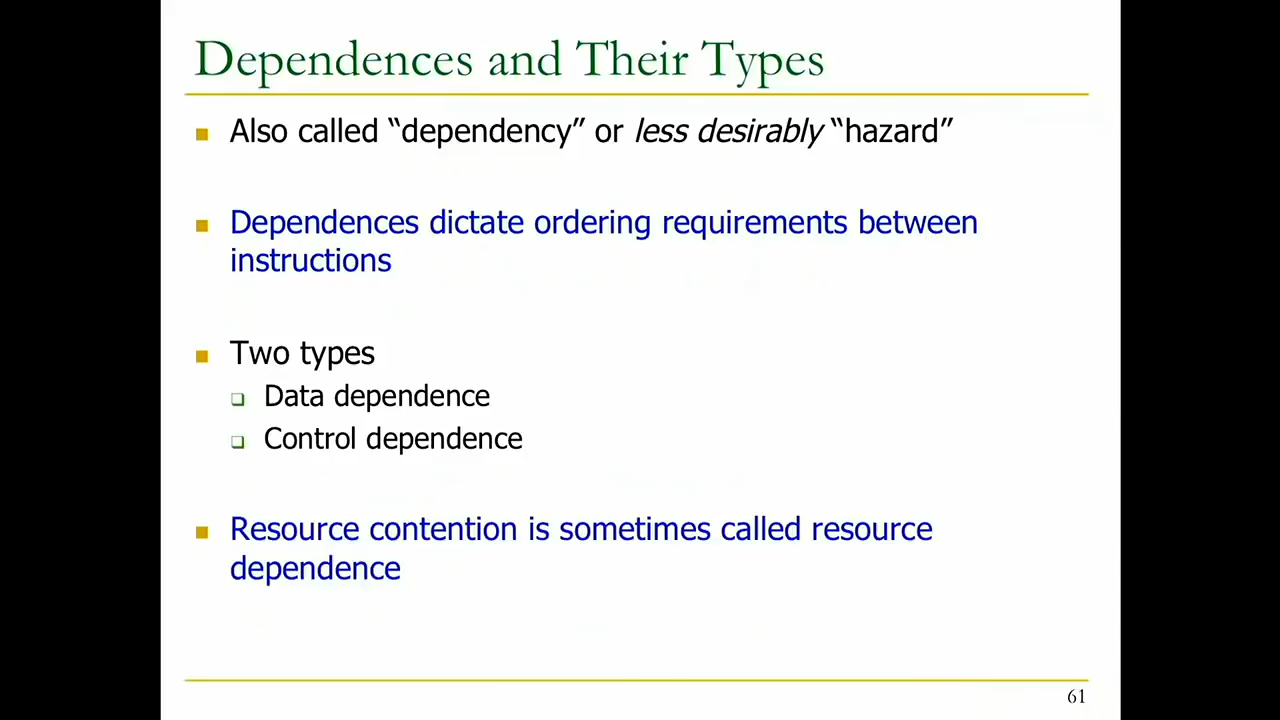 Dependences and Their Types
Also called “dependency” or less desirably “hazard”
Dependences dictate ordering requirements between
instructions
Two types
Data dependence
Control dependence
Resource contention is sometimes called resource
dependence
61